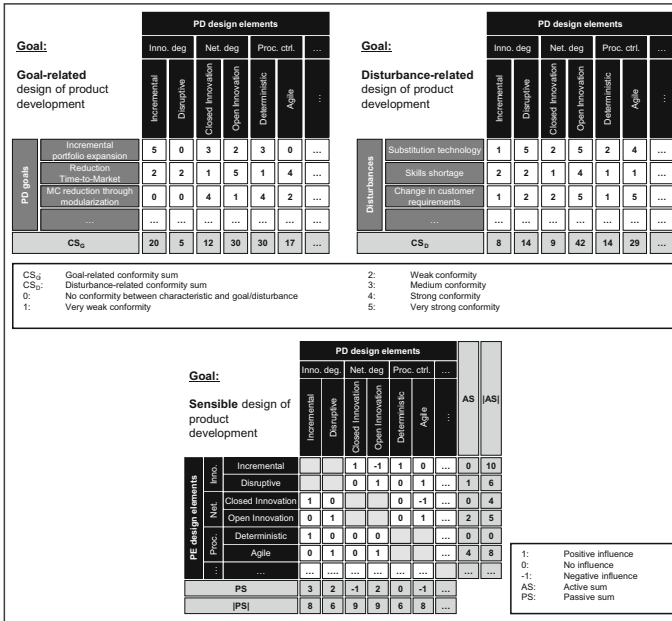 PD design elements
Goal:
Inno. deg Net. deg Proc. ctrl. ...
Goal-related
design of product
development
Incremental Disruptive Closed Innovation Open Innovation Deterministic Agile ...
PD goals
Incremental portfolio expansion 5 0 3 2 3 0 ...
Reduction Time-to-Market 2 2 1 5 1 4 ...
MC reduction through modularization 0 0 4 1 4 2 ...
... ... ... ... ... ... ... ...
CSG 20 5 12 30 30 17 ...
PD design elements
Goal:
Inno. deg Net. deg Proc. ctrl. ...
Disturbance-related
design of product
development
Incremental Disruptive Closed Innovation Open Innovation Deterministic Agile ...
Disturbances
Substitution technology 1 5 2 5 2 4 ...
Skills shortage 2 2 1 4 1 1 ...
Change in customer requirements 1 2 2 5 1 5 ...
... ... ... ... ... ... ... ...
CSD 8 14 9 42 14 29 ...
CSG: Goal-related conformity sum
CSD: Disturbance-related conformity sum
0: No conformity between characteristic and goal/disturbance
1: Very weak conformity
2: Weak conformity
3: Medium conformity
4: Strong conformity
5: Very strong conformity
PD design elements
Goal:
Inno. deg. Net. deg Proc. ctrl. ... AS |AS|
Sensible design of
product
development
Incremental Disruptive Closed Innovation Open Innovation Deterministic Agile ...
PE design elements
Inno.
Incremental 1 -1 1 0 ... 0 10
Disruptive 0 1 0 1 ... 1 6
Net.
Closed Innovation 1 0 0 -1 ... 0 4
Open Innovation 0 1 0 1 ... 2 5
Proc.
Deterministic 1 0 0 0 ... 0 0
Agile 0 1 0 1 ... 4 8
... ... ... .... ... ... ... ... ... ... ...
PS 3 2 -1 2 0 -1 ...
|PS| 8 6 9 9 6 8 ...
1: Positive influence
0: No influence
-1: Negative influence
AS: Active sum
PS: Passive sum